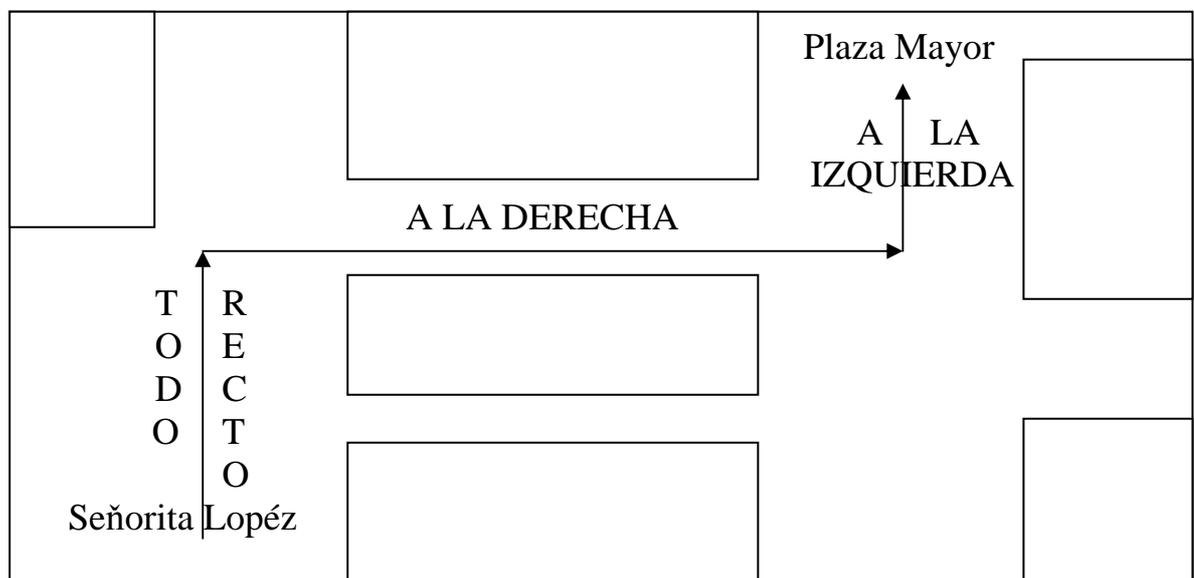 Plaza Mayor
A LA
IZQUIERDA
A LA DERECHA
T R
O E
D C
O T
O
Seňorita Lopéz